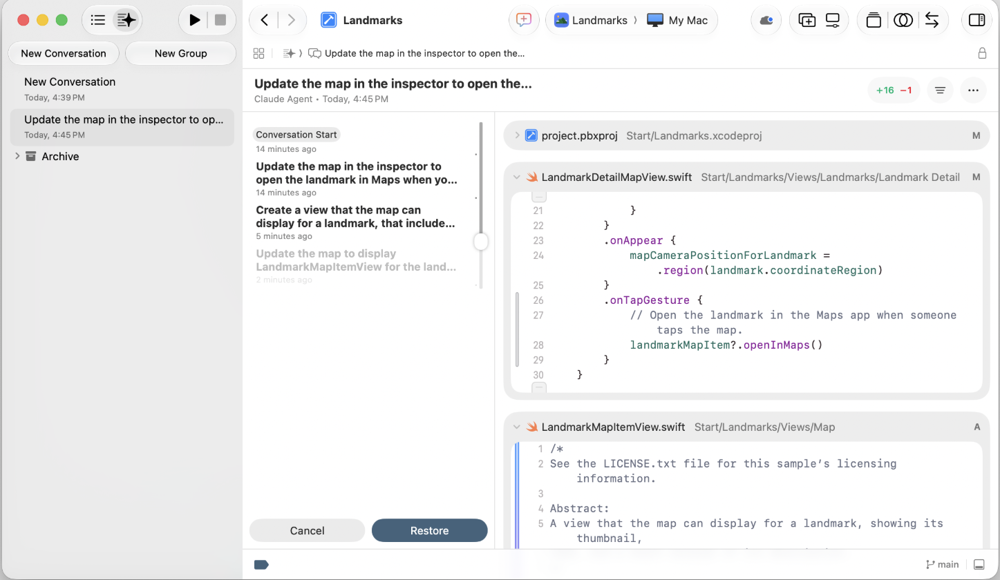 Landmarks
Landmarks
My Mac
New Conversation
New Group
Update the map in the inspector to open the...
New Conversation
Today, 4:39 PM
Update the map in the inspector to op...
Today, 4:45 PM
Archive
Update the map in the inspector to open the...
Claude Agent • Today, 4:45 PM
+16 −1
Conversation Start
14 minutes ago
Update the map in the inspector to
open the landmark in Maps when yo...
14 minutes ago
Create a view that the map can
display for a landmark, that include...
5 minutes ago
Update the map to display
LandmarkMapItemView for the land...
2 minutes ago
Cancel
Restore
project.pbxproj Start/Landmarks.xcodeproj M
LandmarkDetailMapView.swift Start/Landmarks/Views/Landmarks/Landmark Detail M
21 }
22 }
23 .onAppear {
24 mapCameraPositionForLandmark =
.region(landmark.coordinateRegion)
25 }
26 .onTapGesture {
27 // Open the landmark in the Maps app when someone
taps the map.
28 landmarkMapItem?.openInMaps()
29 }
30 }
LandmarkMapItemView.swift Start/Landmarks/Views/Map A
1 /*
2 See the LICENSE.txt file for this sample’s licensing
information.
3
4 Abstract:
5 A view that the map can display for a landmark, showing its
thumbnail,
main